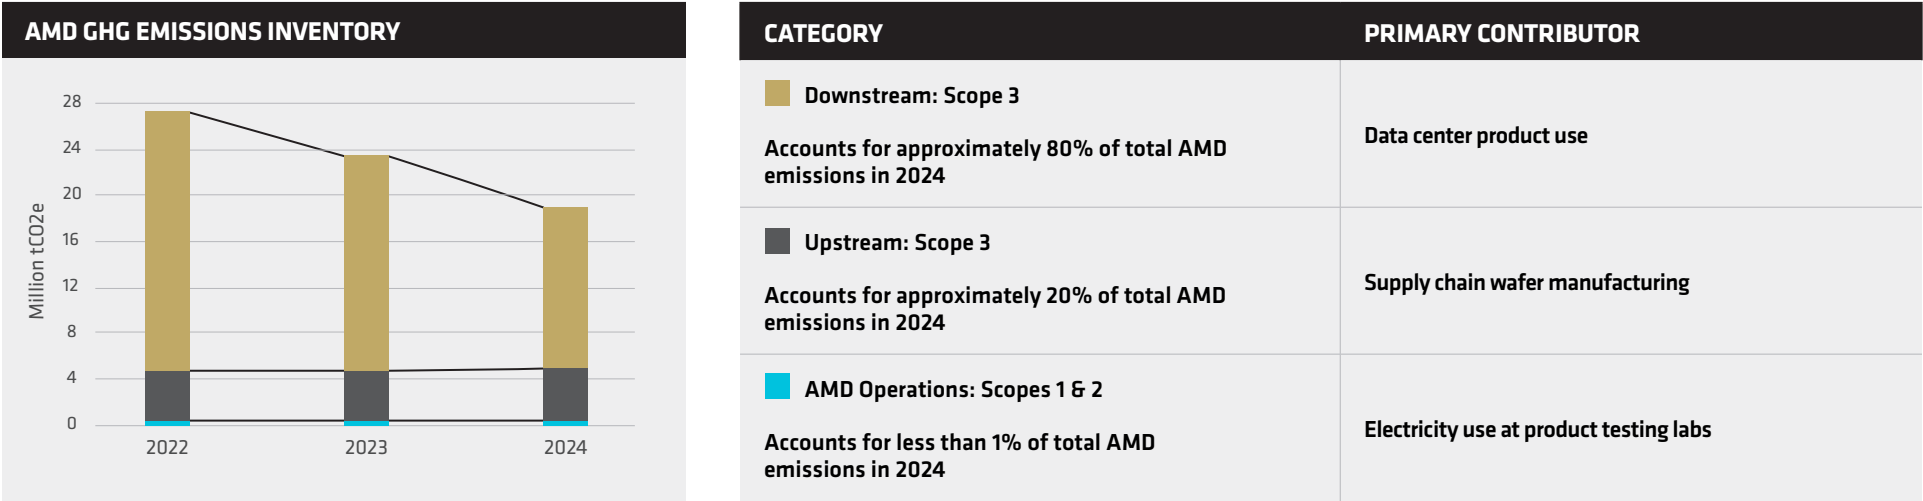 AMD GHG EMISSIONS INVENTORY
Million tCO2e
28
24
20
16
12
8
4
0
2022
2023
2024
CATEGORY
PRIMARY CONTRIBUTOR
Downstream: Scope 3
Accounts for approximately 80% of total AMD
emissions in 2024
Data center product use
Upstream: Scope 3
Accounts for approximately 20% of total AMD
emissions in 2024
Supply chain wafer manufacturing
AMD Operations: Scopes 1 & 2
Accounts for less than 1% of total AMD
emissions in 2024
Electricity use at product testing labs